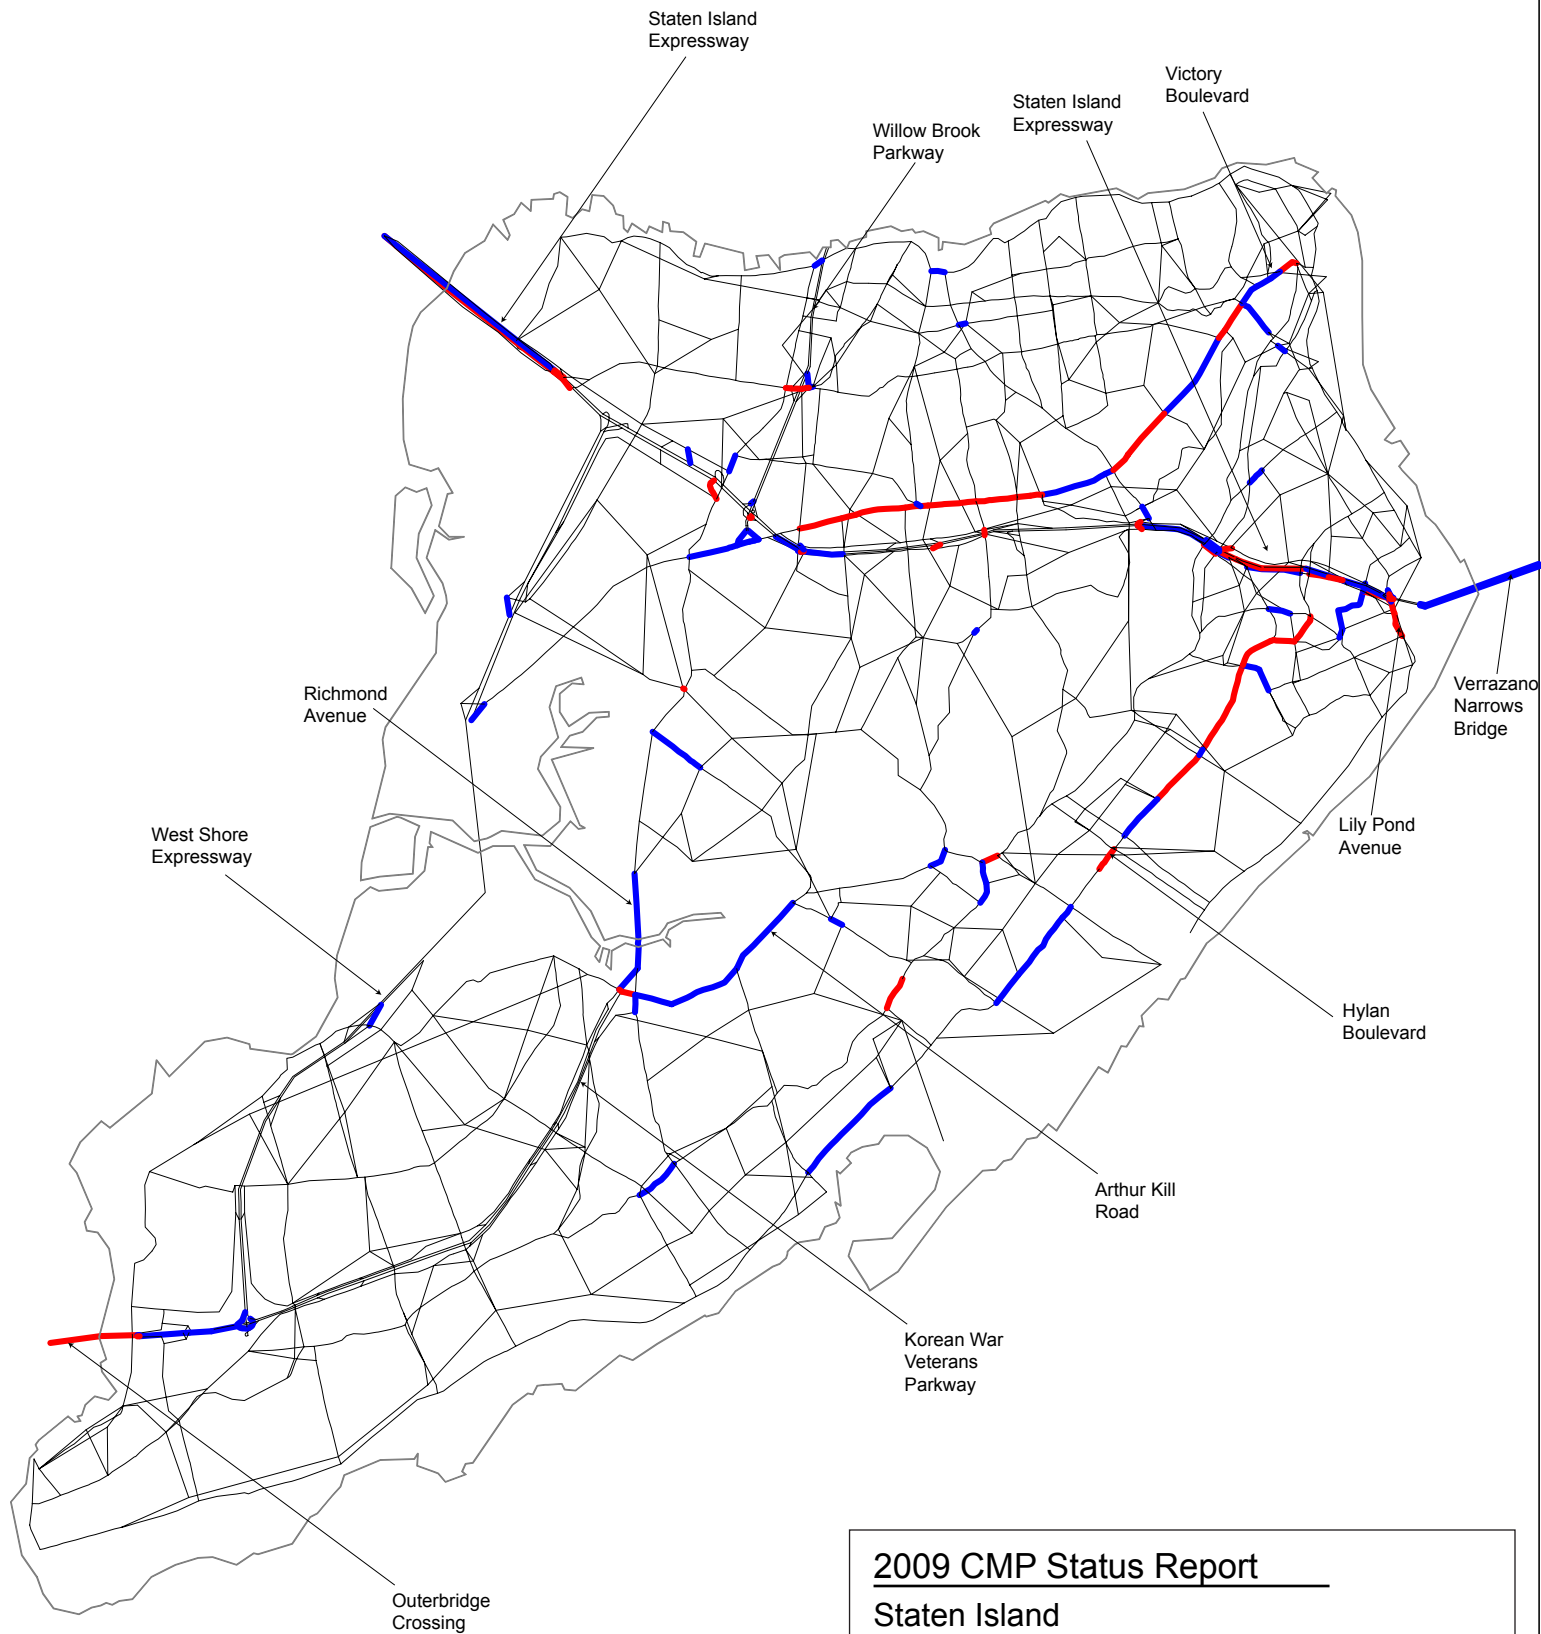 Staten Island
Expressway
Victory
Boulevard
Staten Island
Expressway
Willow Brook
Parkway
Richmond
Avenue
Verrazano
Narrows
Bridge
West Shore
Expressway
Lily Pond
Avenue
Hylan
Boulevard
Arthur Kill
Road
Korean War
Veterans
Parkway
Outerbridge
Crossing
2009 CMP Status Report
Staten Island